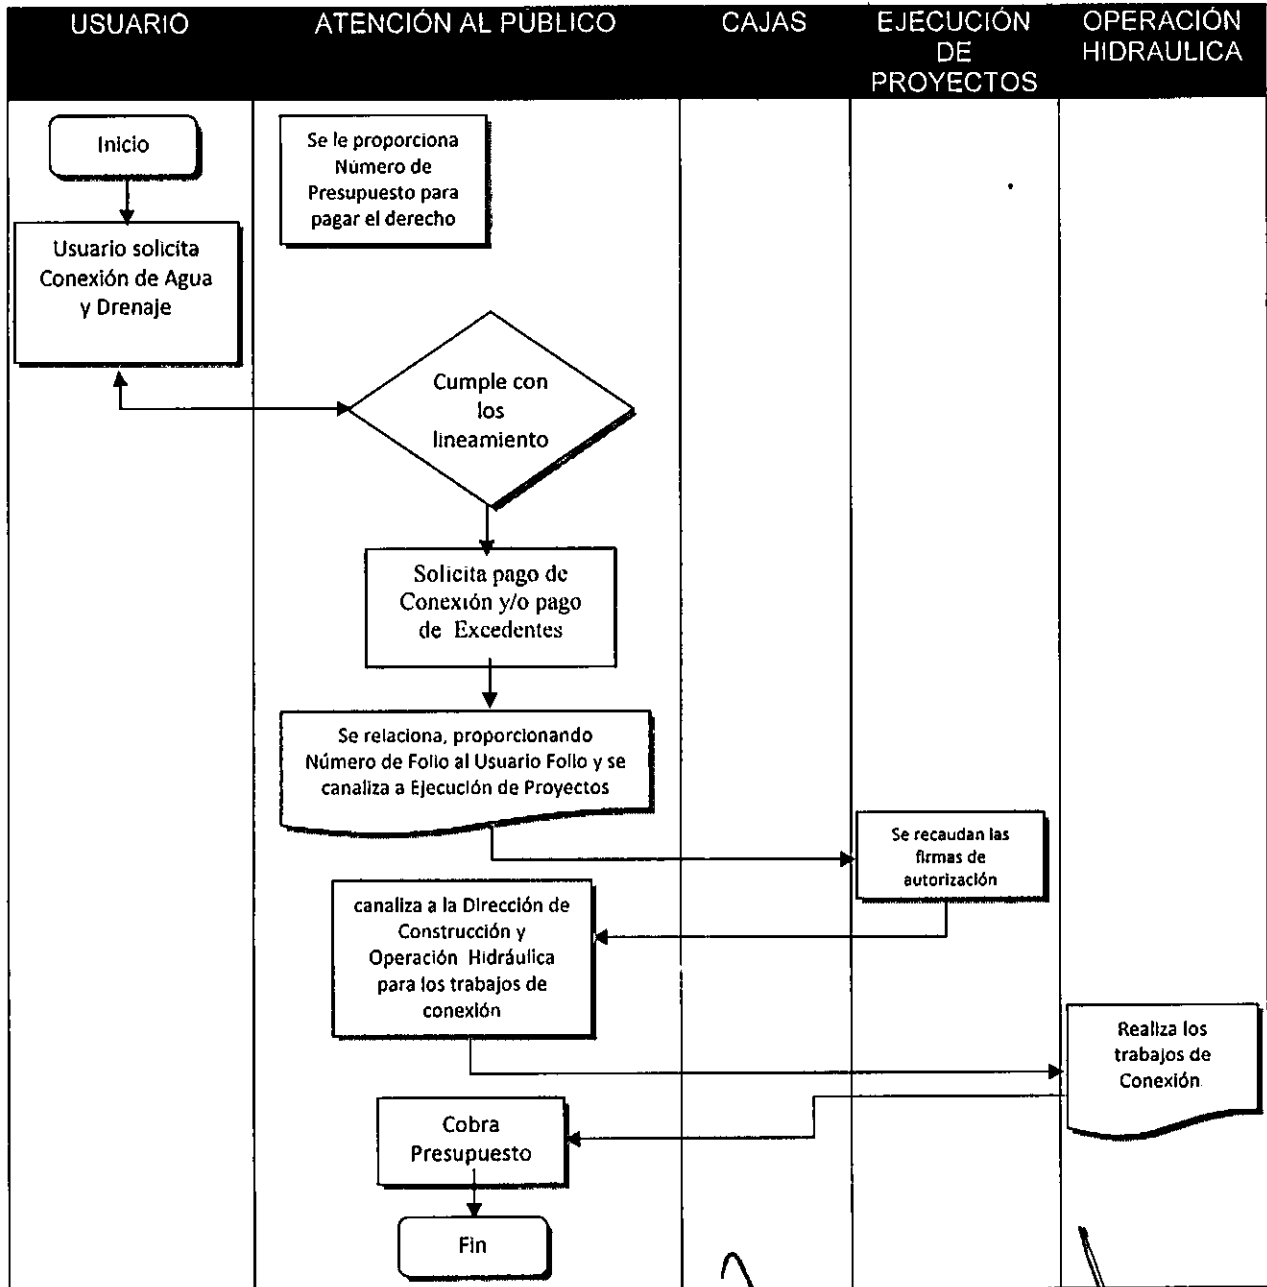 USUARIO
ATENCIÓN AL PÚBLICO
CAJAS
EJECUCIÓN
DE
PROYECTOS
OPERACIÓN
HIDRAULICA
Inicio
Se le proporciona
Número de
Presupuesto para
pagar el derecho
Usuario solicita
Conexión de Agua
y Drenaje
Cumple con
los
lineamiento
Solicita pago de
Conexión y/o pago
de Excedentes
Se relaciona, proporcionando
Número de Folio al Usuario Folio y se
canaliza a Ejecución de Proyectos
Se recaudan las
firmas de
autorización
canaliza a la Dirección de
Construcción y
Operación Hidráulica
para los trabajos de
conexión
Realiza los
trabajos de
Conexión
Cobra
Presupuesto
Fin